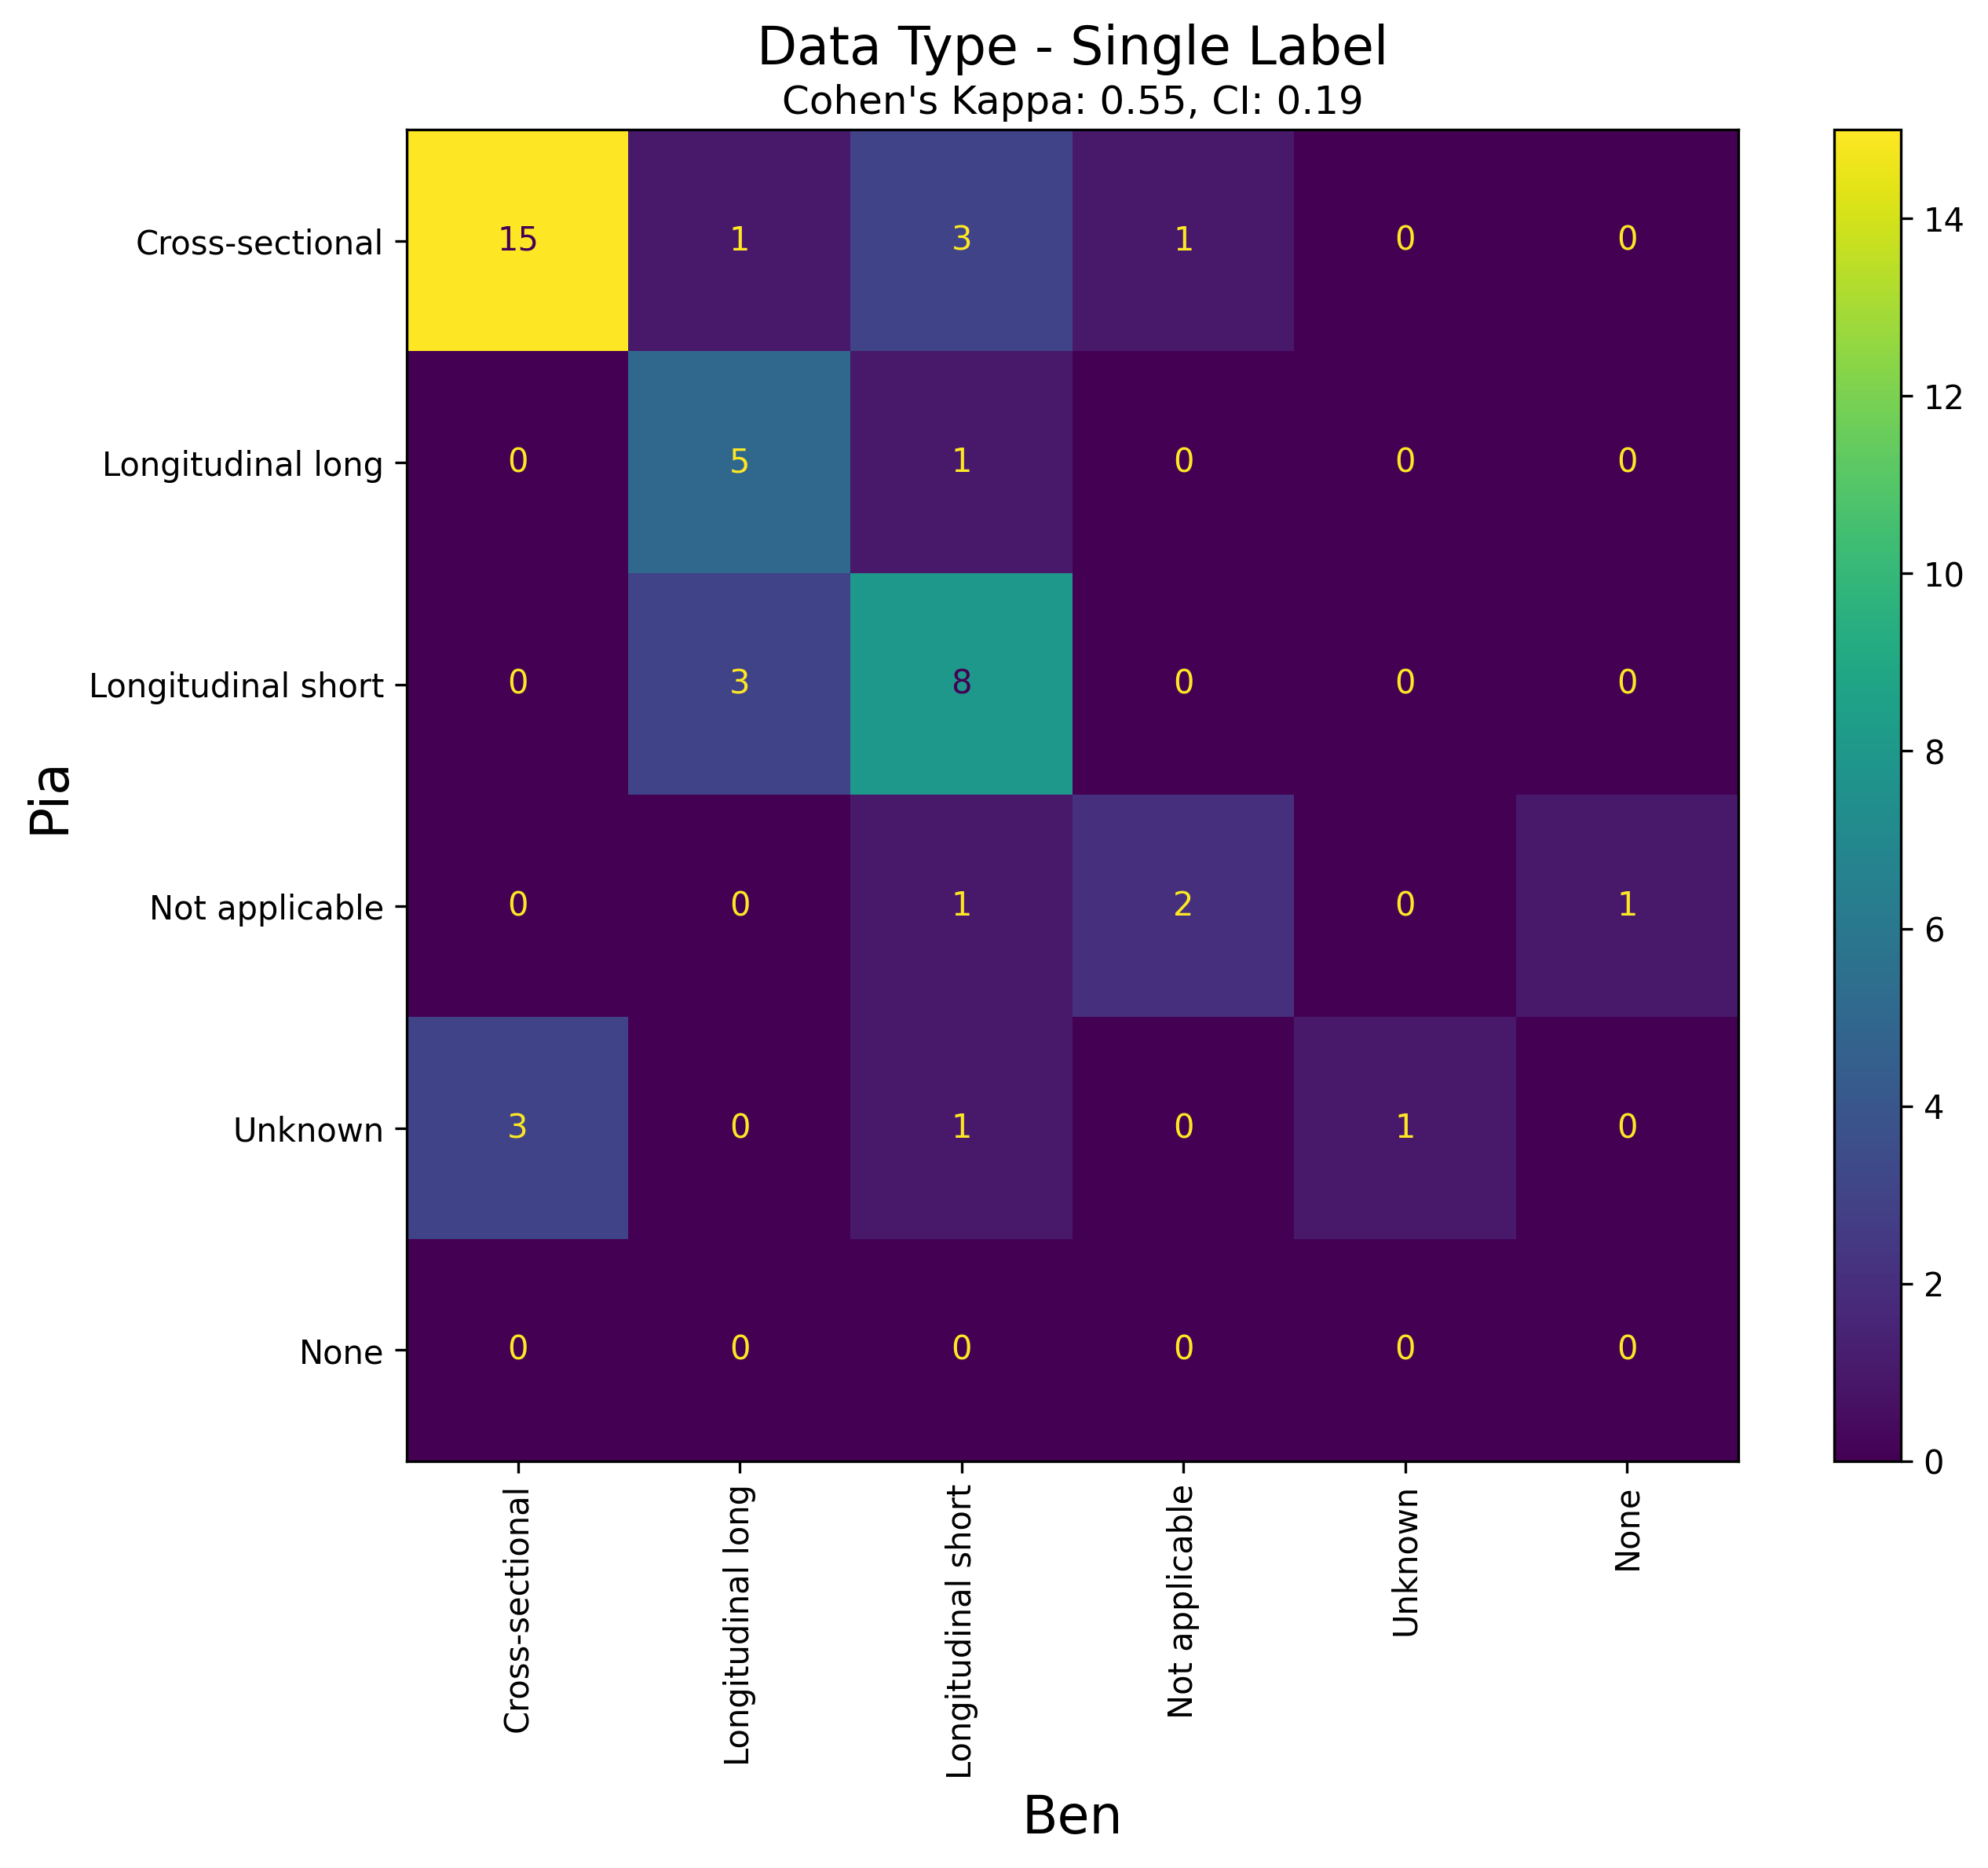 Data Type - Single Label
Cohen's Kappa: 0.55, CI: 0.19
Pia
Cross-sectional 15 1 3 1 0 0
Longitudinal long 0 5 1 0 0 0
Longitudinal short 0 3 8 0 0 0
Not applicable 0 0 1 2 0 1
Unknown 3 0 1 0 1 0
None 0 0 0 0 0 0
Cross-sectional
Longitudinal long
Longitudinal short
Not applicable
Unknown
None
Ben
14
12
10
8
6
4
2
0